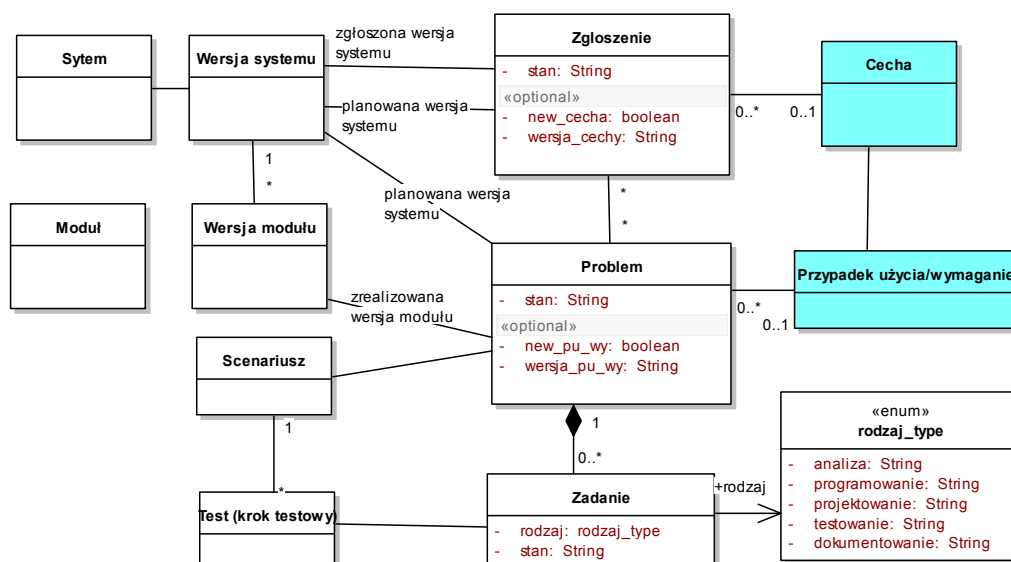 Sytem
Wersja systemu
zgłoszona wersja
systemu
planowana wersja
systemu
Zgloszenie
- stan: String
«optional»
- new_cecha: boolean
- wersja_cechy: String
0..*
0..1
Cecha
1
*
planowana wersja
systemu
*
*
Moduł
Wersja modułu
zrealizowana
wersja modułu
Problem
- stan: String
«optional»
- new_pu_wy: boolean
- wersja_pu_wy: String
0..*
0..1
Przypadek użycia/wymaganie
Scenariusz
1
*
1
0..*
«enum»
rodzaj_type
- analiza: String
- programowanie: String
- projektowanie: String
- testowanie: String
- dokumentowanie: String
Test (krok testowy)
Zadanie
- rodzaj: rodzaj_type
- stan: String
+rodzaj